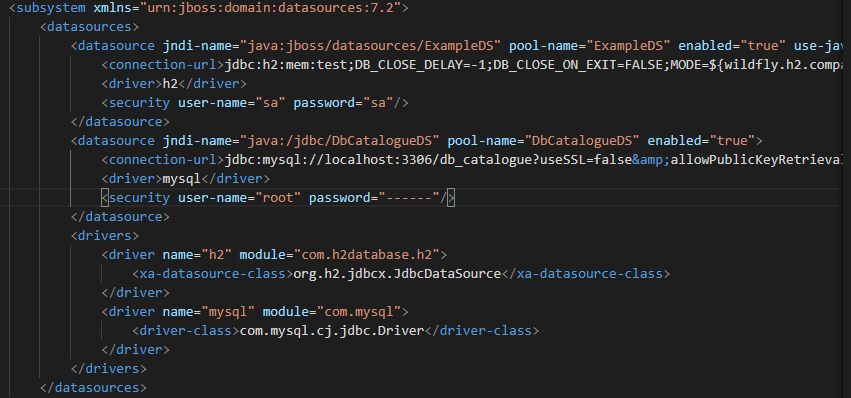 <subsystem xmlns="urn:jboss:domain:datasources:7.2">
<datasources>
<datasource jndi-name="java:jboss/datasources/ExampleDS" pool-name="ExampleDS" enabled="true" use-jav
<connection-url>jdbc:h2:mem:test;DB_CLOSE_DELAY=-1;DB_CLOSE_ON_EXIT=FALSE;MODE=${wildfly.h2.compa
<driver>h2</driver>
<security user-name="sa" password="sa"/>
</datasource>
<datasource jndi-name="java:/jdbc/DbCatalogueDS" pool-name="DbCatalogueDS" enabled="true">
<connection-url>jdbc:mysql://localhost:3306/db_catalogue?useSSL=false&amp;allowPublicKeyRetrieval
<driver>mysql</driver>
<security user-name="root" password="------"/>
</datasource>
<drivers>
<driver name="h2" module="com.h2database.h2">
<xa-datasource-class>org.h2.jdbcx.JdbcDataSource</xa-datasource-class>
</driver>
<driver name="mysql" module="com.mysql">
<driver-class>com.mysql.cj.jdbc.Driver</driver-class>
</driver>
</drivers>
</datasources>